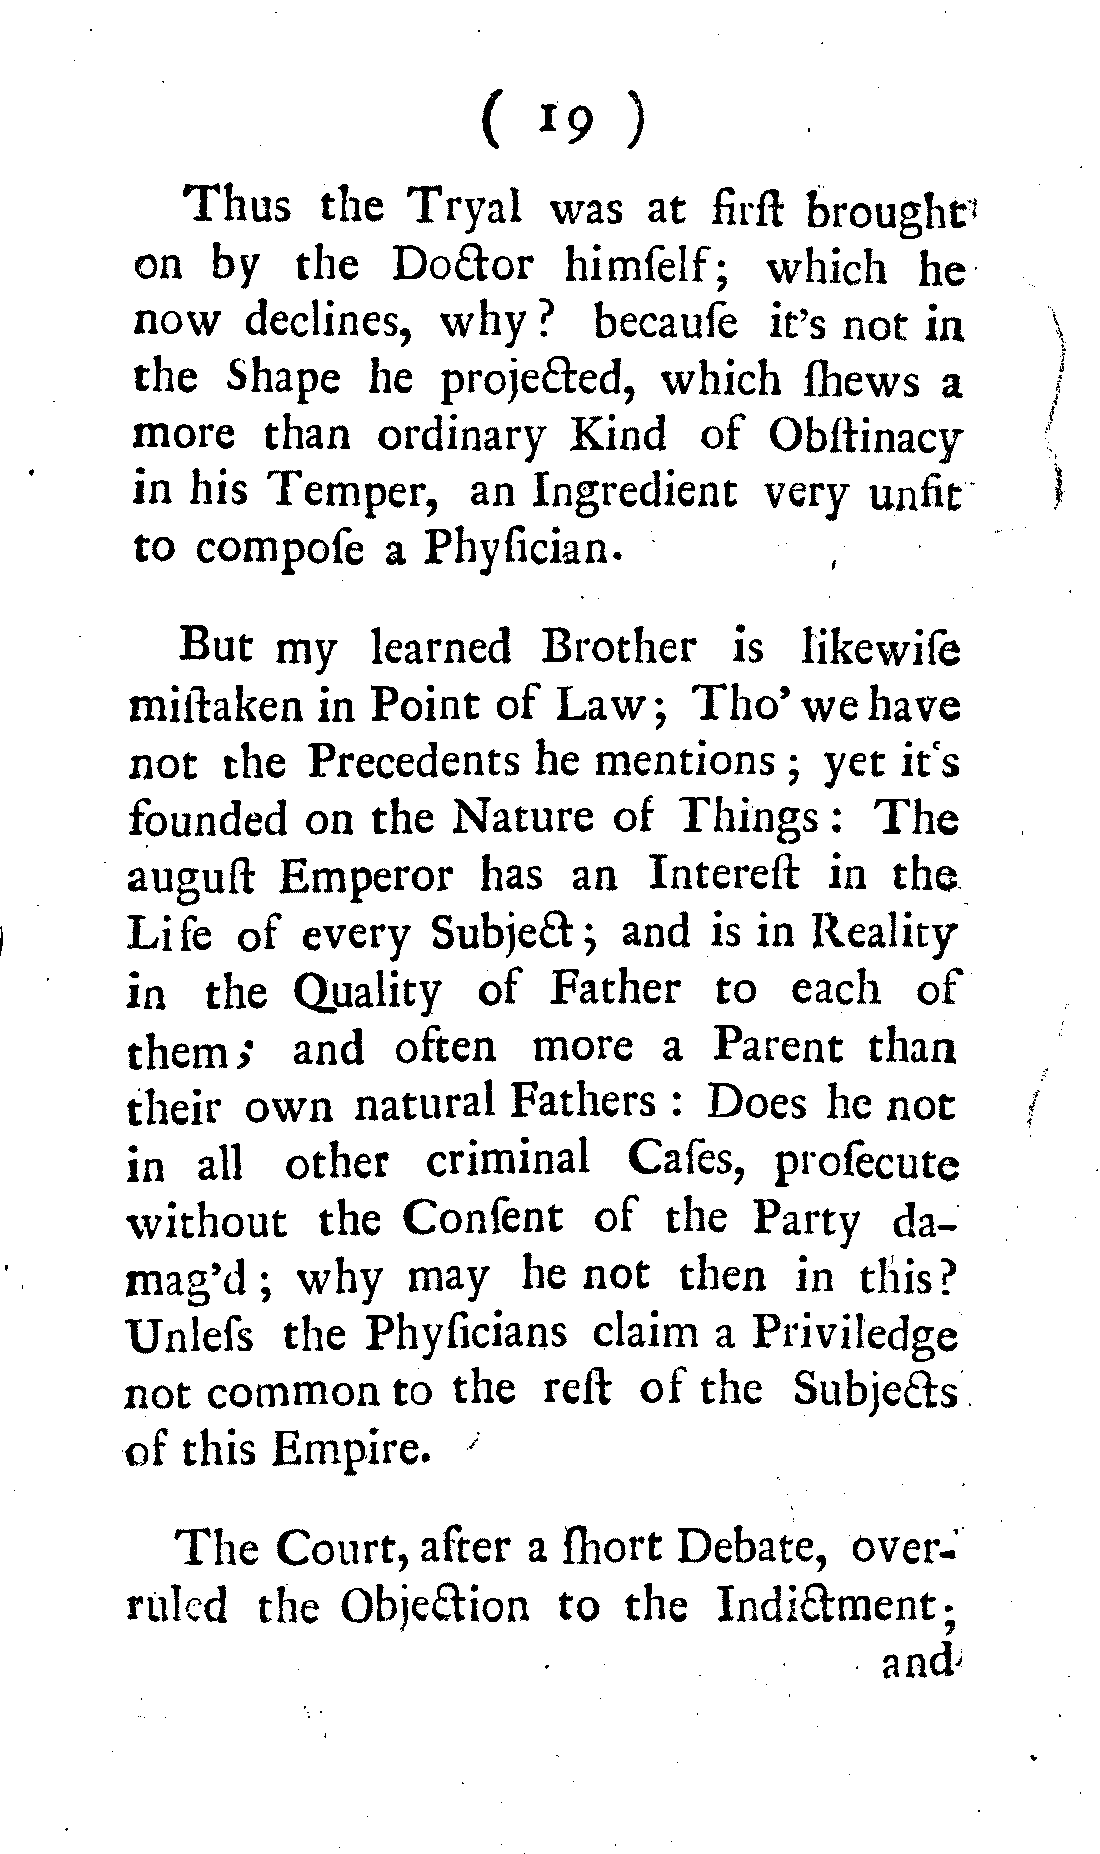 ( 19 )
Thus the Tryal was at firſt brought
on by the Doctor himſelf; which he
now declines, why? becauſe it's not in
the Shape he projected, which ſhews a
more than ordinary Kind of Obſtinacy
in his Temper, an Ingredient very unfit
to compoſe a Phyſician.
But my learned Brother is likewiſe
miſtaken in Point of Law; Tho' we have
not the Precedents he mentions; yet it‘s
founded on the Nature of Things: The
auguſt Emperor has an Intereſt in the
Life of every Subject; and is in Reality
in the Quality of Father to each of
them; and often more a Parent than
their own natural Fathers: Does he not
in all other criminal Caſes, proſecute
without the Conſent of the Party da-
mag'd; why may he not then in this?
Unleſs the Phyſicians claim a Priviledge
not common to the reſt of the Subjects
of this Empire.
The Court, after a ſhort Debate, over-
ruled the Objection to the Indictment;
and